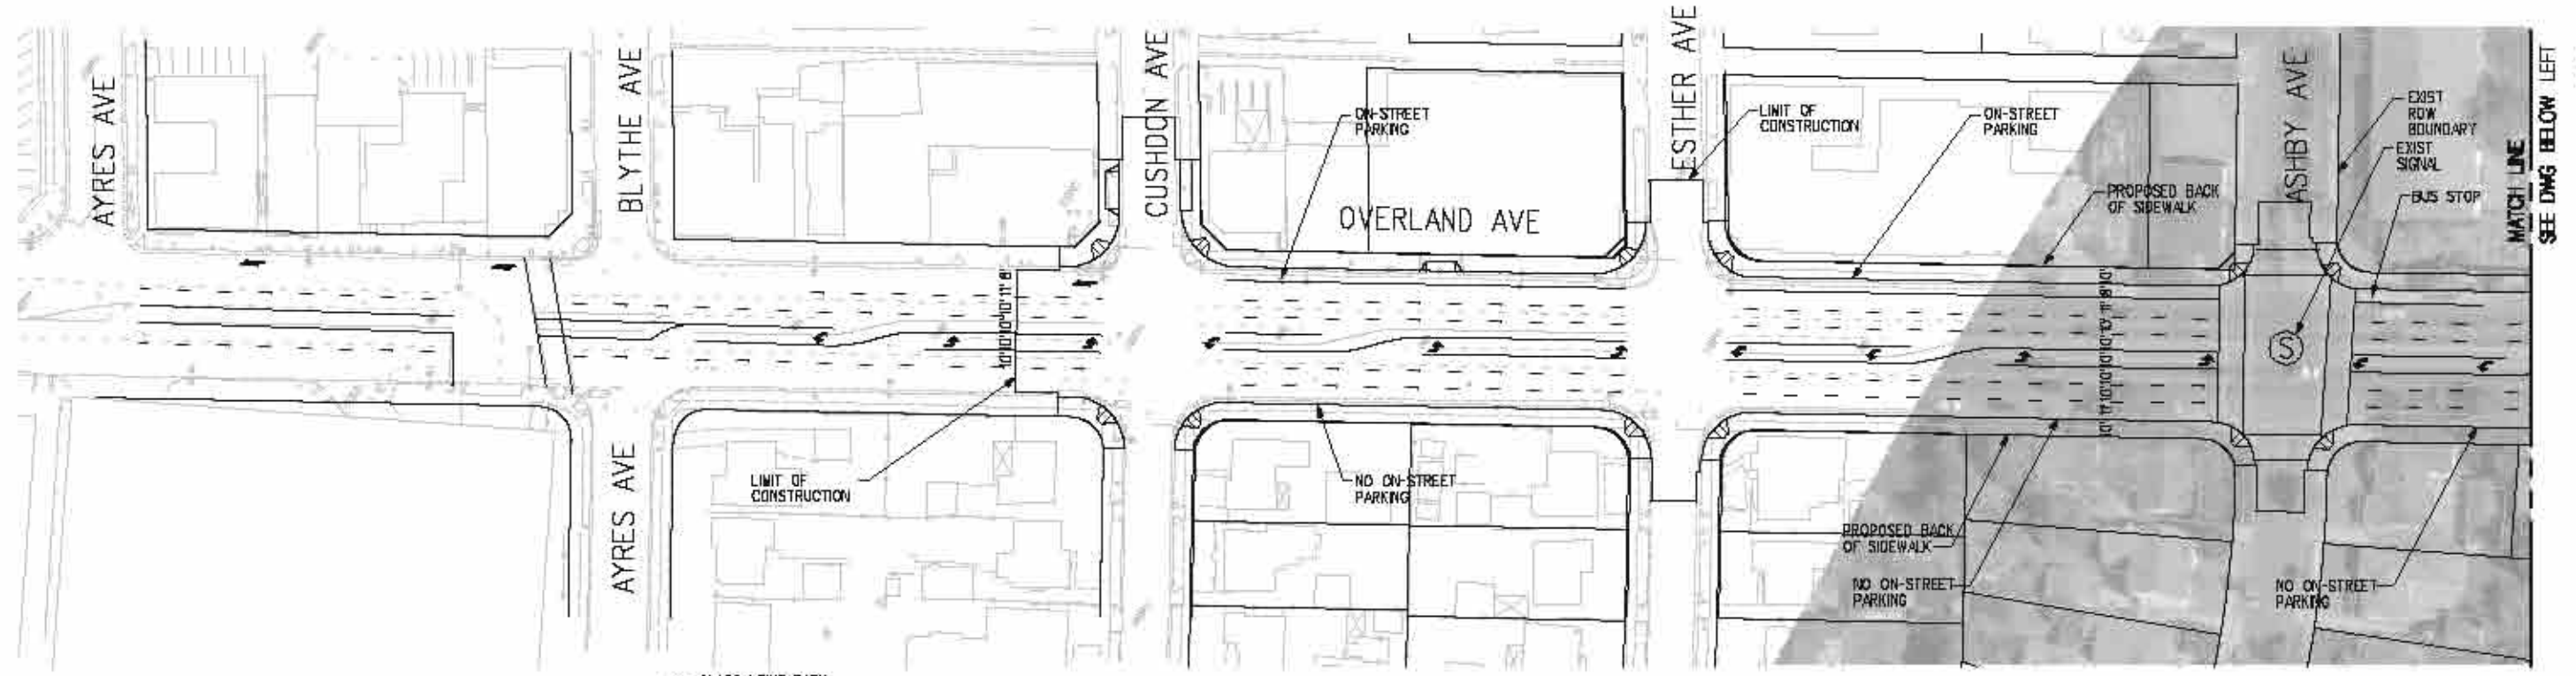 AYRES AVE
BLYTHE AVE
CUSHDON AVE
ESTHER AVE
ASHBY AVE
ON-STREET
PARKING
LIMIT OF
CONSTRUCTION
ON-STREET
PARKING
EXIST
ROW
BOUNDARY
EXIST
SIGNAL
BUS STOP
MATCH LINE
SEE DWG BELOW LEFT
PROPOSED BACK
OF SIDEWALK
OVERLAND AVE
S
AYRES AVE
LIMIT OF
CONSTRUCTION
NO ON-STREET
PARKING
PROPOSED BACK
OF SIDEWALK
NO ON-STREET
PARKING
NO ON-STREET
PARKING